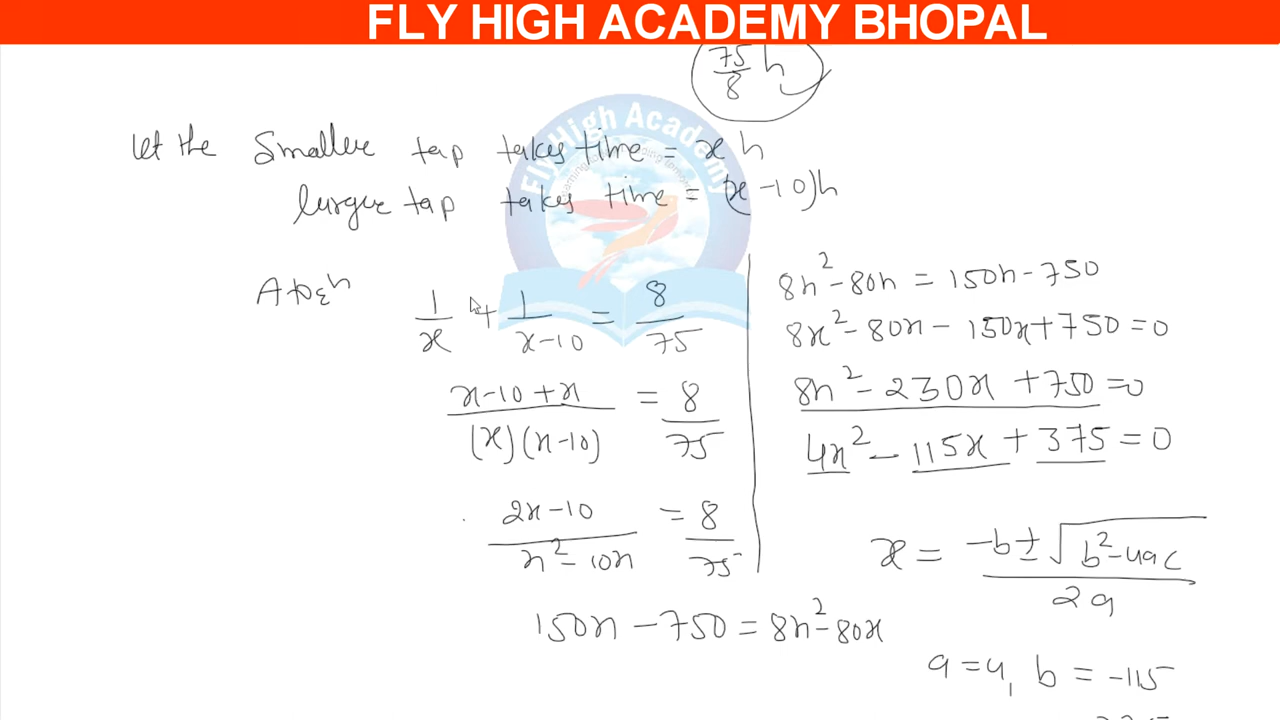 FLY HIGH ACADEMY BHOPAL
75/8 h
Fly High Academy
let the smaller tap takes time = x h
larger tap takes time = (x-10)h
1/x + 1/(x-10) = 8/75
(x-10+x)/((x)(x-10)) = 8/75
(2x-10)/(x²-10x) = 8/75
150x - 750 = 8x² - 80x
8x² - 80x = 150x - 750
8x² - 80x - 150x + 750 = 0
8x² - 230x + 750 = 0
4x² - 115x + 375 = 0
x = (-b ± √(b² - 4ac))/2a
a = 4, b = -115